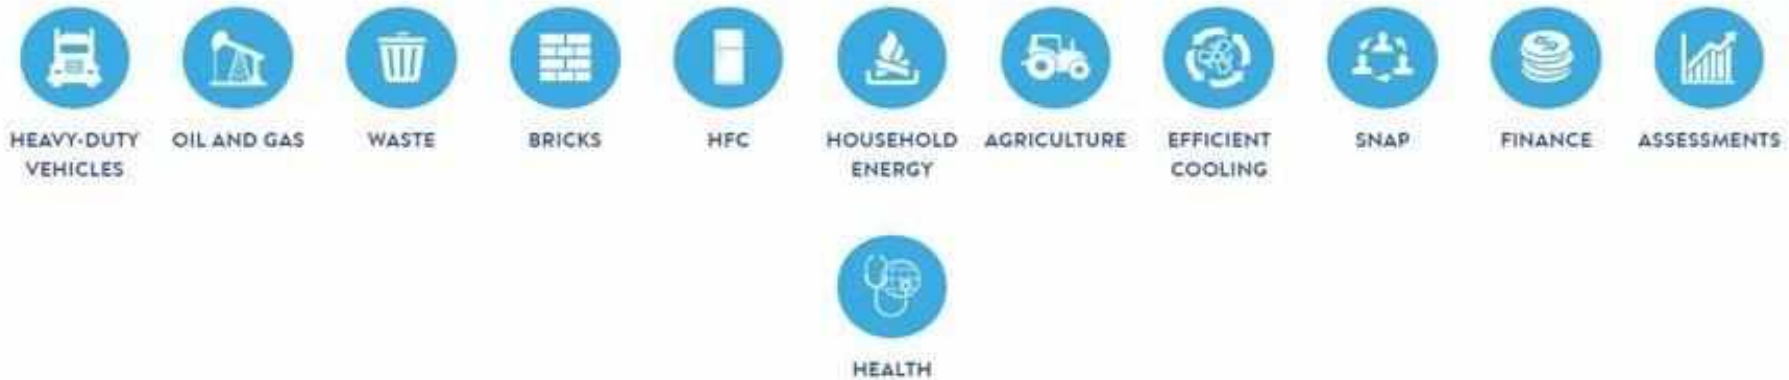 HEAVY-DUTY
VEHICLES
OIL AND GAS
WASTE
BRICKS
HFC
HOUSEHOLD
ENERGY
AGRICULTURE
EFFICIENT
COOLING
SNAP
FINANCE
ASSESSMENTS
HEALTH